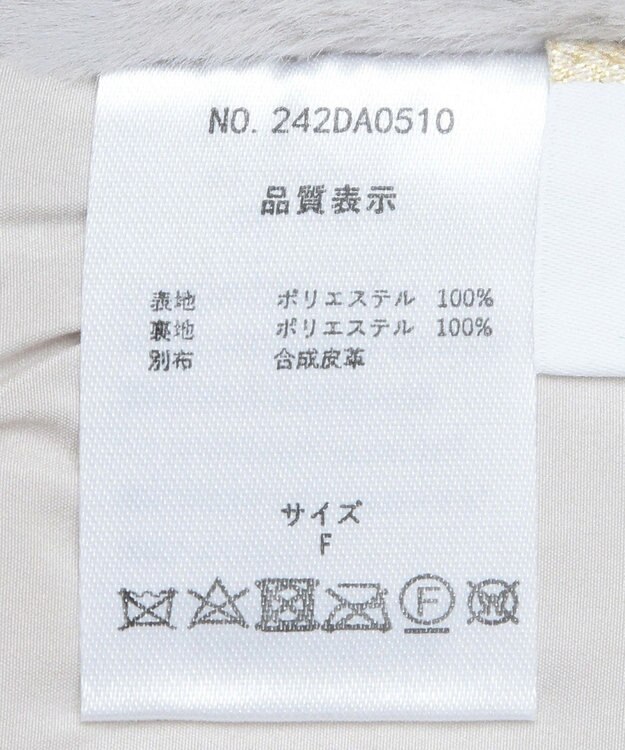 NO. 242DA0510
品質表示
表地 ポリエステル 100%
裏地 ポリエステル 100%
別布 合成皮革
サイズ
F
F W